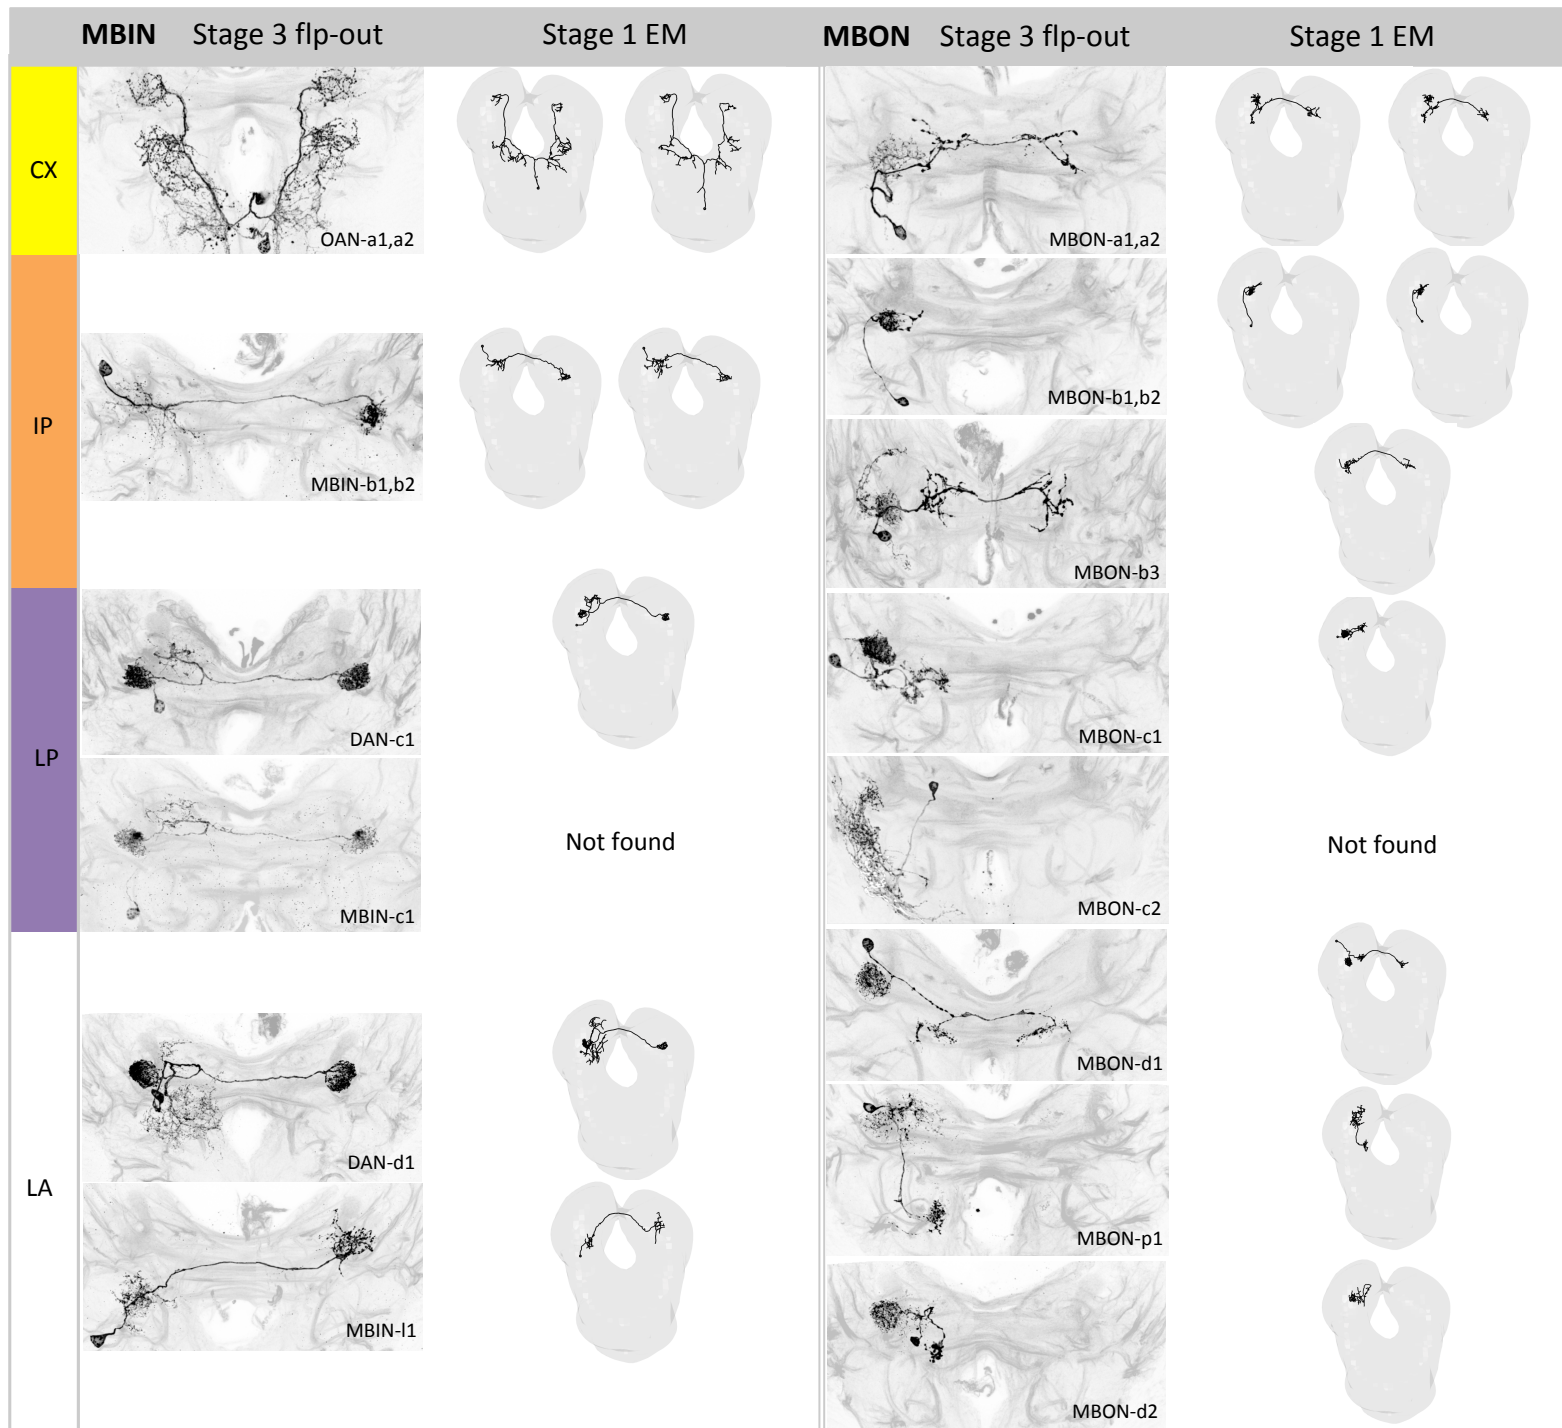 MBIN Stage 3 flp-out Stage 1 EM MBON Stage 3 flp-out Stage 1 EM
CX
OAN-a1,a2
MBON-a1,a2
IP
MBIN-b1,b2
MBON-b1,b2
MBON-b3
LP
DAN-c1
MBON-c1
MBIN-c1
Not found
MBON-c2
Not found
LA
DAN-d1
MBON-d1
MBIN-l1
MBON-p1
MBON-d2